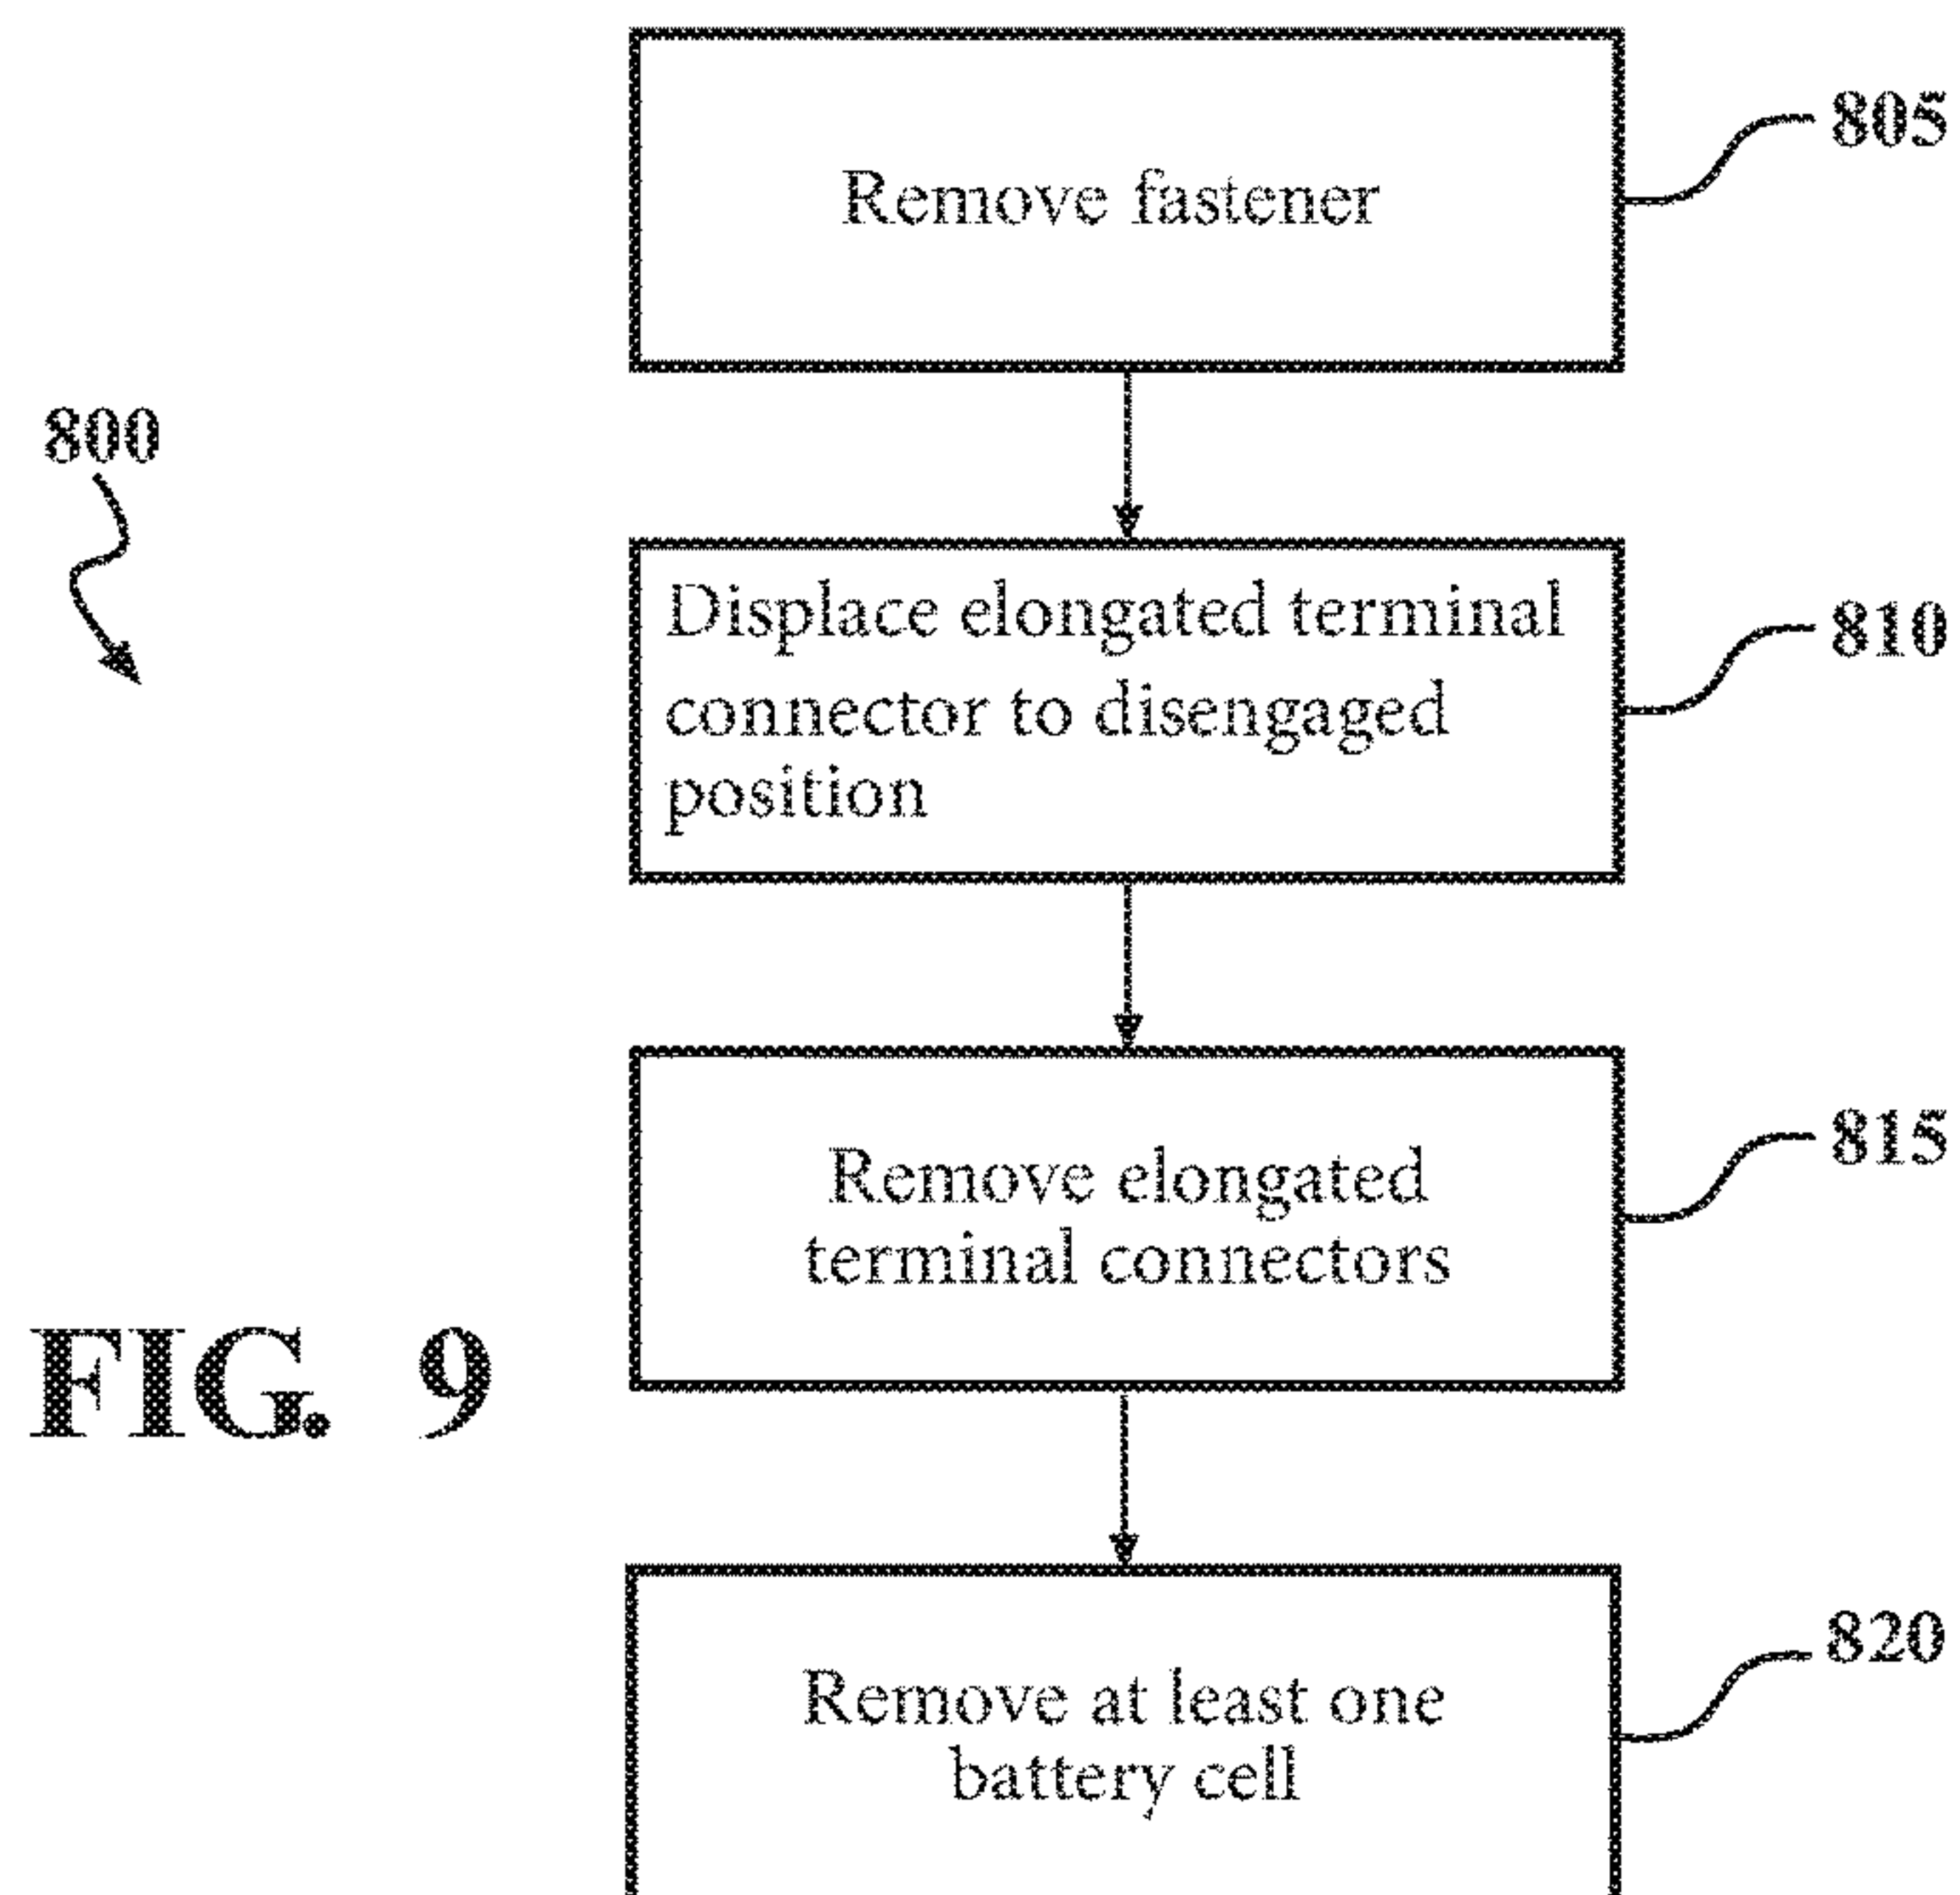 Remove fastener
805
800
Displace elongated terminal
connector to disengaged
position
810
Remove elongated
terminal connectors
815
FIG. 9
Remove at least one
battery cell
820